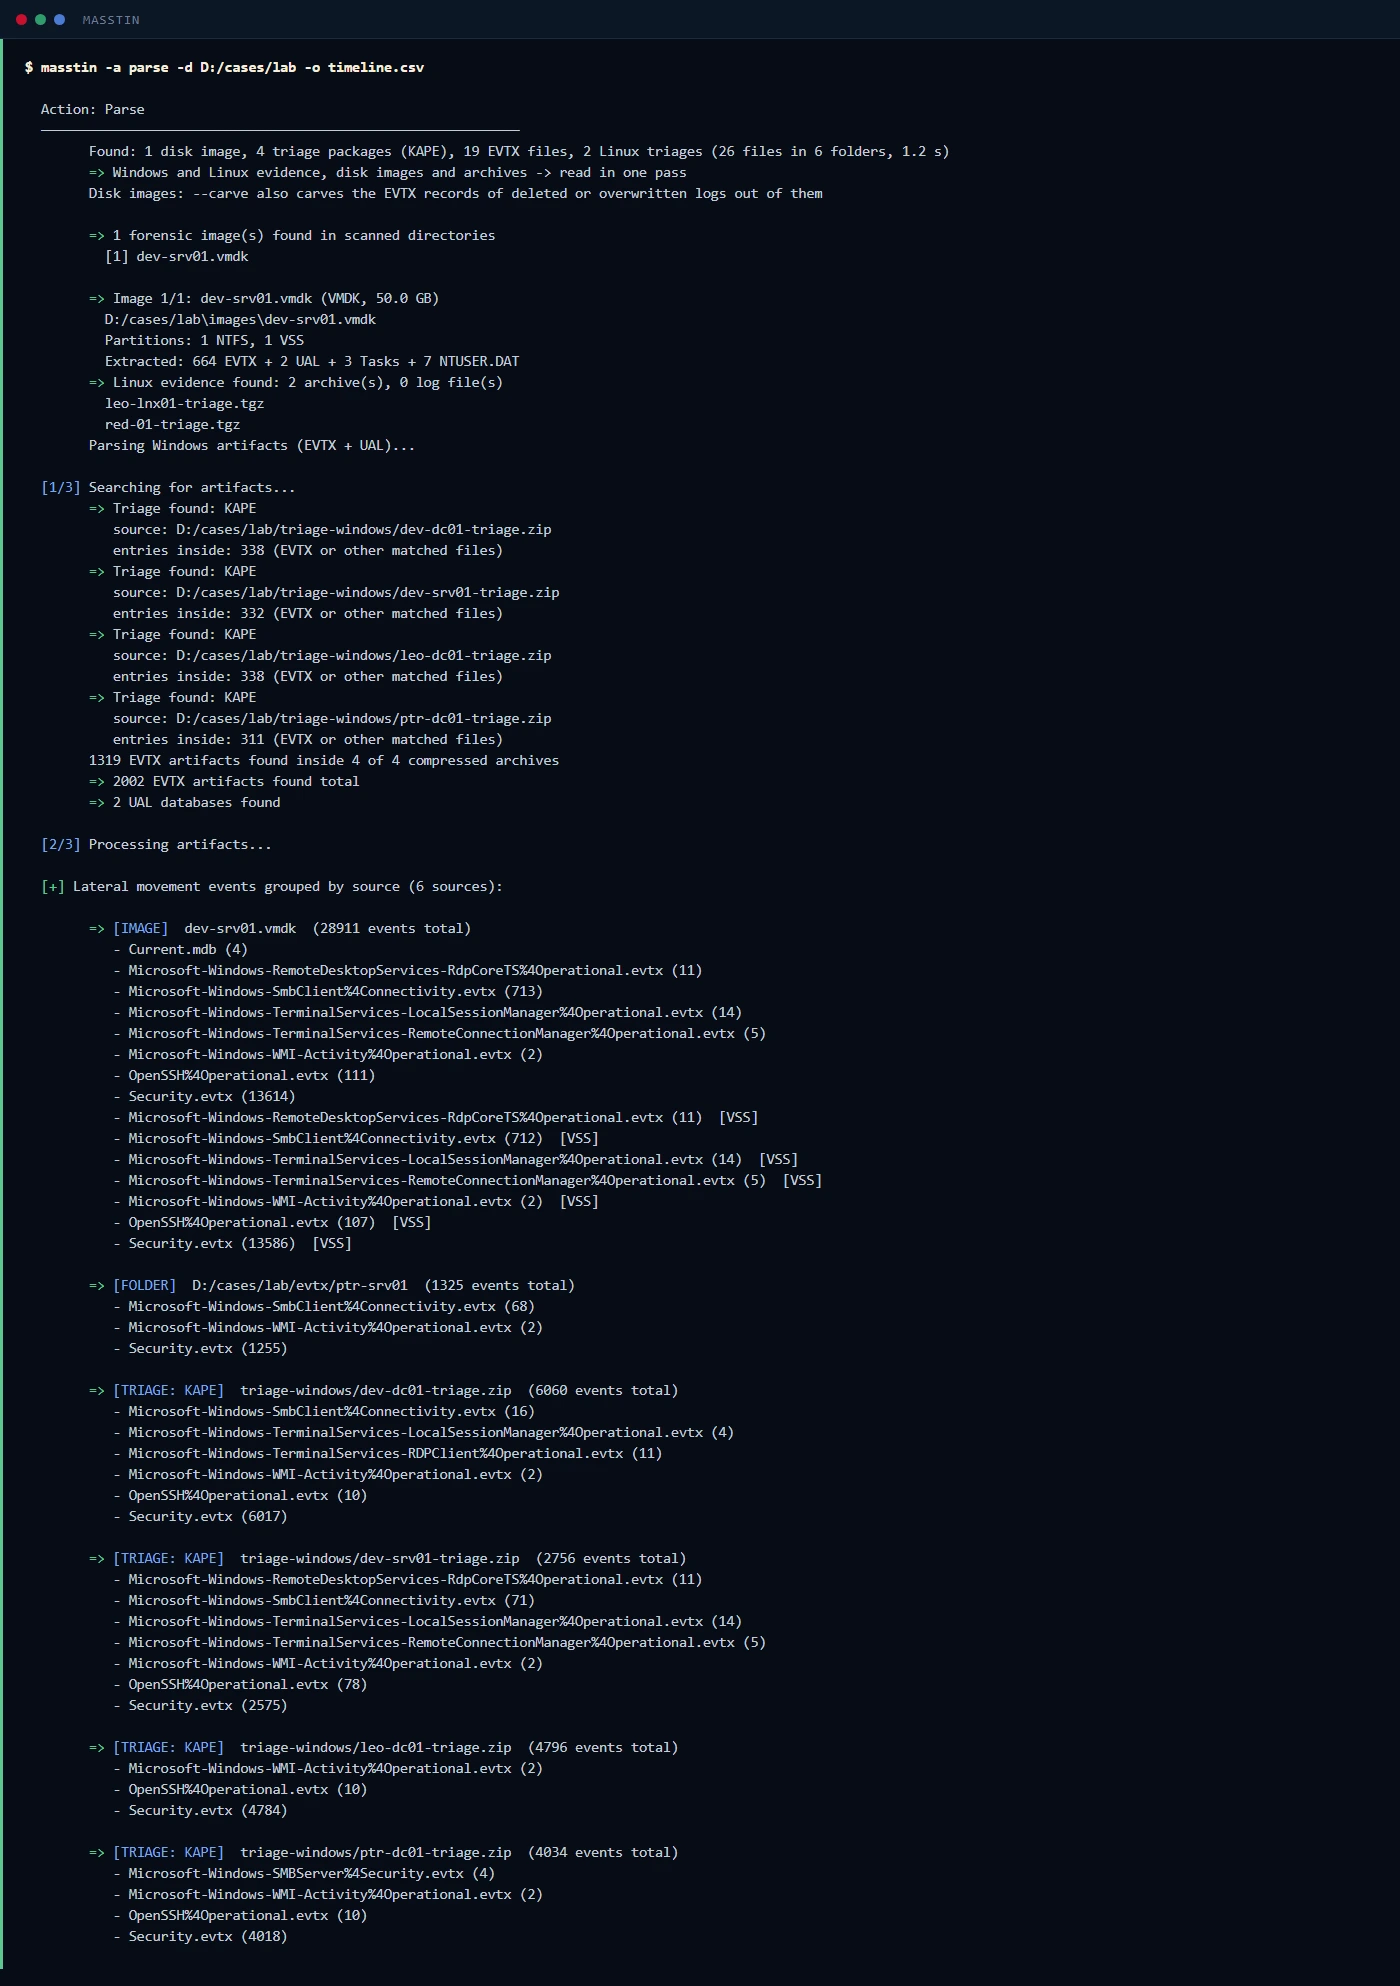 MASSTIN
$ masstin -a parse -d D:/cases/lab -o timeline.csv
Action: Parse
Found: 1 disk image, 4 triage packages (KAPE), 19 EVTX files, 2 Linux triages (26 files in 6 folders, 1.2 s)
=> Windows and Linux evidence, disk images and archives -> read in one pass
Disk images: --carve also carves the EVTX records of deleted or overwritten logs out of them
=> 1 forensic image(s) found in scanned directories
[1] dev-srv01.vmdk
=> Image 1/1: dev-srv01.vmdk (VMDK, 50.0 GB)
D:/cases/lab\images\dev-srv01.vmdk
Partitions: 1 NTFS, 1 VSS
Extracted: 664 EVTX + 2 UAL + 3 Tasks + 7 NTUSER.DAT
=> Linux evidence found: 2 archive(s), 0 log file(s)
leo-lnx01-triage.tgz
red-01-triage.tgz
Parsing Windows artifacts (EVTX + UAL)...
[1/3] Searching for artifacts...
=> Triage found: KAPE
source: D:/cases/lab/triage-windows/dev-dc01-triage.zip
entries inside: 338 (EVTX or other matched files)
=> Triage found: KAPE
source: D:/cases/lab/triage-windows/dev-srv01-triage.zip
entries inside: 332 (EVTX or other matched files)
=> Triage found: KAPE
source: D:/cases/lab/triage-windows/leo-dc01-triage.zip
entries inside: 338 (EVTX or other matched files)
=> Triage found: KAPE
source: D:/cases/lab/triage-windows/ptr-dc01-triage.zip
entries inside: 311 (EVTX or other matched files)
1319 EVTX artifacts found inside 4 of 4 compressed archives
=> 2002 EVTX artifacts found total
=> 2 UAL databases found
[2/3] Processing artifacts...
[+] Lateral movement events grouped by source (6 sources):
=> [IMAGE]  dev-srv01.vmdk  (28911 events total)
- Current.mdb (4)
- Microsoft-Windows-RemoteDesktopServices-RdpCoreTS%4Operational.evtx (11)
- Microsoft-Windows-SmbClient%4Connectivity.evtx (713)
- Microsoft-Windows-TerminalServices-LocalSessionManager%4Operational.evtx (14)
- Microsoft-Windows-TerminalServices-RemoteConnectionManager%4Operational.evtx (5)
- Microsoft-Windows-WMI-Activity%4Operational.evtx (2)
- OpenSSH%4Operational.evtx (111)
- Security.evtx (13614)
- Microsoft-Windows-RemoteDesktopServices-RdpCoreTS%4Operational.evtx (11)  [VSS]
- Microsoft-Windows-SmbClient%4Connectivity.evtx (712)  [VSS]
- Microsoft-Windows-TerminalServices-LocalSessionManager%4Operational.evtx (14)  [VSS]
- Microsoft-Windows-TerminalServices-RemoteConnectionManager%4Operational.evtx (5)  [VSS]
- Microsoft-Windows-WMI-Activity%4Operational.evtx (2)  [VSS]
- OpenSSH%4Operational.evtx (107)  [VSS]
- Security.evtx (13586)  [VSS]
=> [FOLDER]  D:/cases/lab/evtx/ptr-srv01  (1325 events total)
- Microsoft-Windows-SmbClient%4Connectivity.evtx (68)
- Microsoft-Windows-WMI-Activity%4Operational.evtx (2)
- Security.evtx (1255)
=> [TRIAGE: KAPE]  triage-windows/dev-dc01-triage.zip  (6060 events total)
- Microsoft-Windows-SmbClient%4Connectivity.evtx (16)
- Microsoft-Windows-TerminalServices-LocalSessionManager%4Operational.evtx (4)
- Microsoft-Windows-TerminalServices-RDPClient%4Operational.evtx (11)
- Microsoft-Windows-WMI-Activity%4Operational.evtx (2)
- OpenSSH%4Operational.evtx (10)
- Security.evtx (6017)
=> [TRIAGE: KAPE]  triage-windows/dev-srv01-triage.zip  (2756 events total)
- Microsoft-Windows-RemoteDesktopServices-RdpCoreTS%4Operational.evtx (11)
- Microsoft-Windows-SmbClient%4Connectivity.evtx (71)
- Microsoft-Windows-TerminalServices-LocalSessionManager%4Operational.evtx (14)
- Microsoft-Windows-TerminalServices-RemoteConnectionManager%4Operational.evtx (5)
- Microsoft-Windows-WMI-Activity%4Operational.evtx (2)
- OpenSSH%4Operational.evtx (78)
- Security.evtx (2575)
=> [TRIAGE: KAPE]  triage-windows/leo-dc01-triage.zip  (4796 events total)
- Microsoft-Windows-WMI-Activity%4Operational.evtx (2)
- OpenSSH%4Operational.evtx (10)
- Security.evtx (4784)
=> [TRIAGE: KAPE]  triage-windows/ptr-dc01-triage.zip  (4034 events total)
- Microsoft-Windows-SMBServer%4Security.evtx (4)
- Microsoft-Windows-WMI-Activity%4Operational.evtx (2)
- OpenSSH%4Operational.evtx (10)
- Security.evtx (4018)